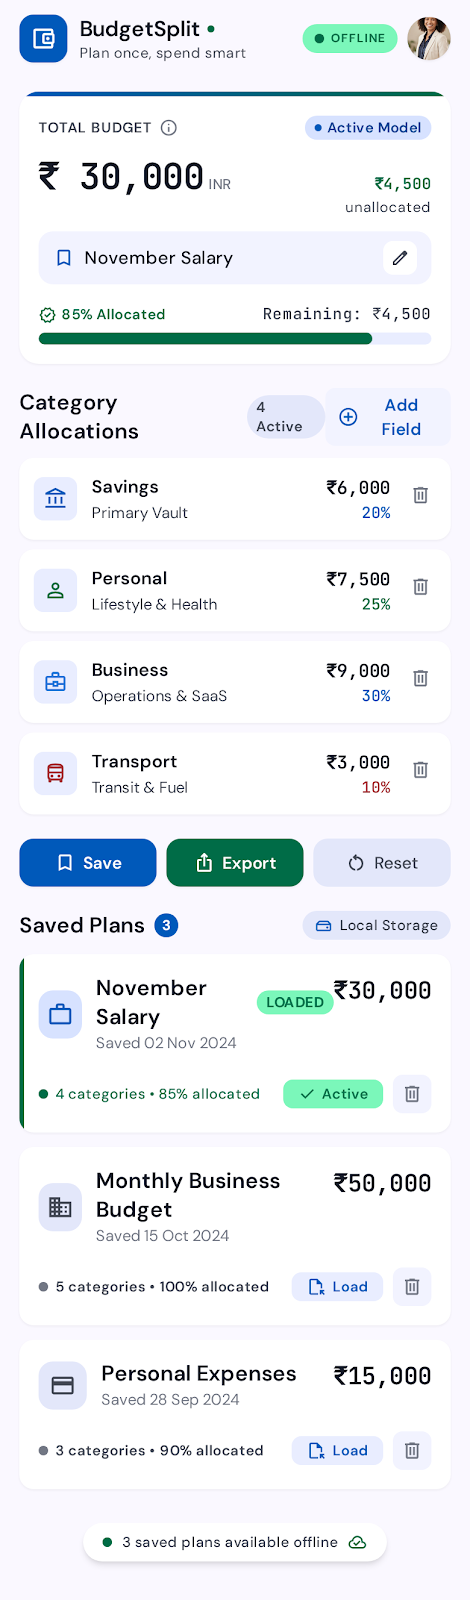 BudgetSplit
Plan once, spend smart
OFFLINE
TOTAL BUDGET
Active Model
₹ 30,000 INR
₹4,500
unallocated
November Salary
85% Allocated
Remaining: ₹4,500
Category
Allocations
4
Active
Add
Field
Savings
Primary Vault
₹6,000
20%
Personal
Lifestyle & Health
₹7,500
25%
Business
Operations & SaaS
₹9,000
30%
Transport
Transit & Fuel
₹3,000
10%
Save
Export
Reset
Saved Plans 3
Local Storage
November
Salary
LOADED
₹30,000
Saved 02 Nov 2024
4 categories • 85% allocated
Active
Monthly Business
Budget
₹50,000
Saved 15 Oct 2024
5 categories • 100% allocated
Load
Personal Expenses
₹15,000
Saved 28 Sep 2024
3 categories • 90% allocated
Load
3 saved plans available offline